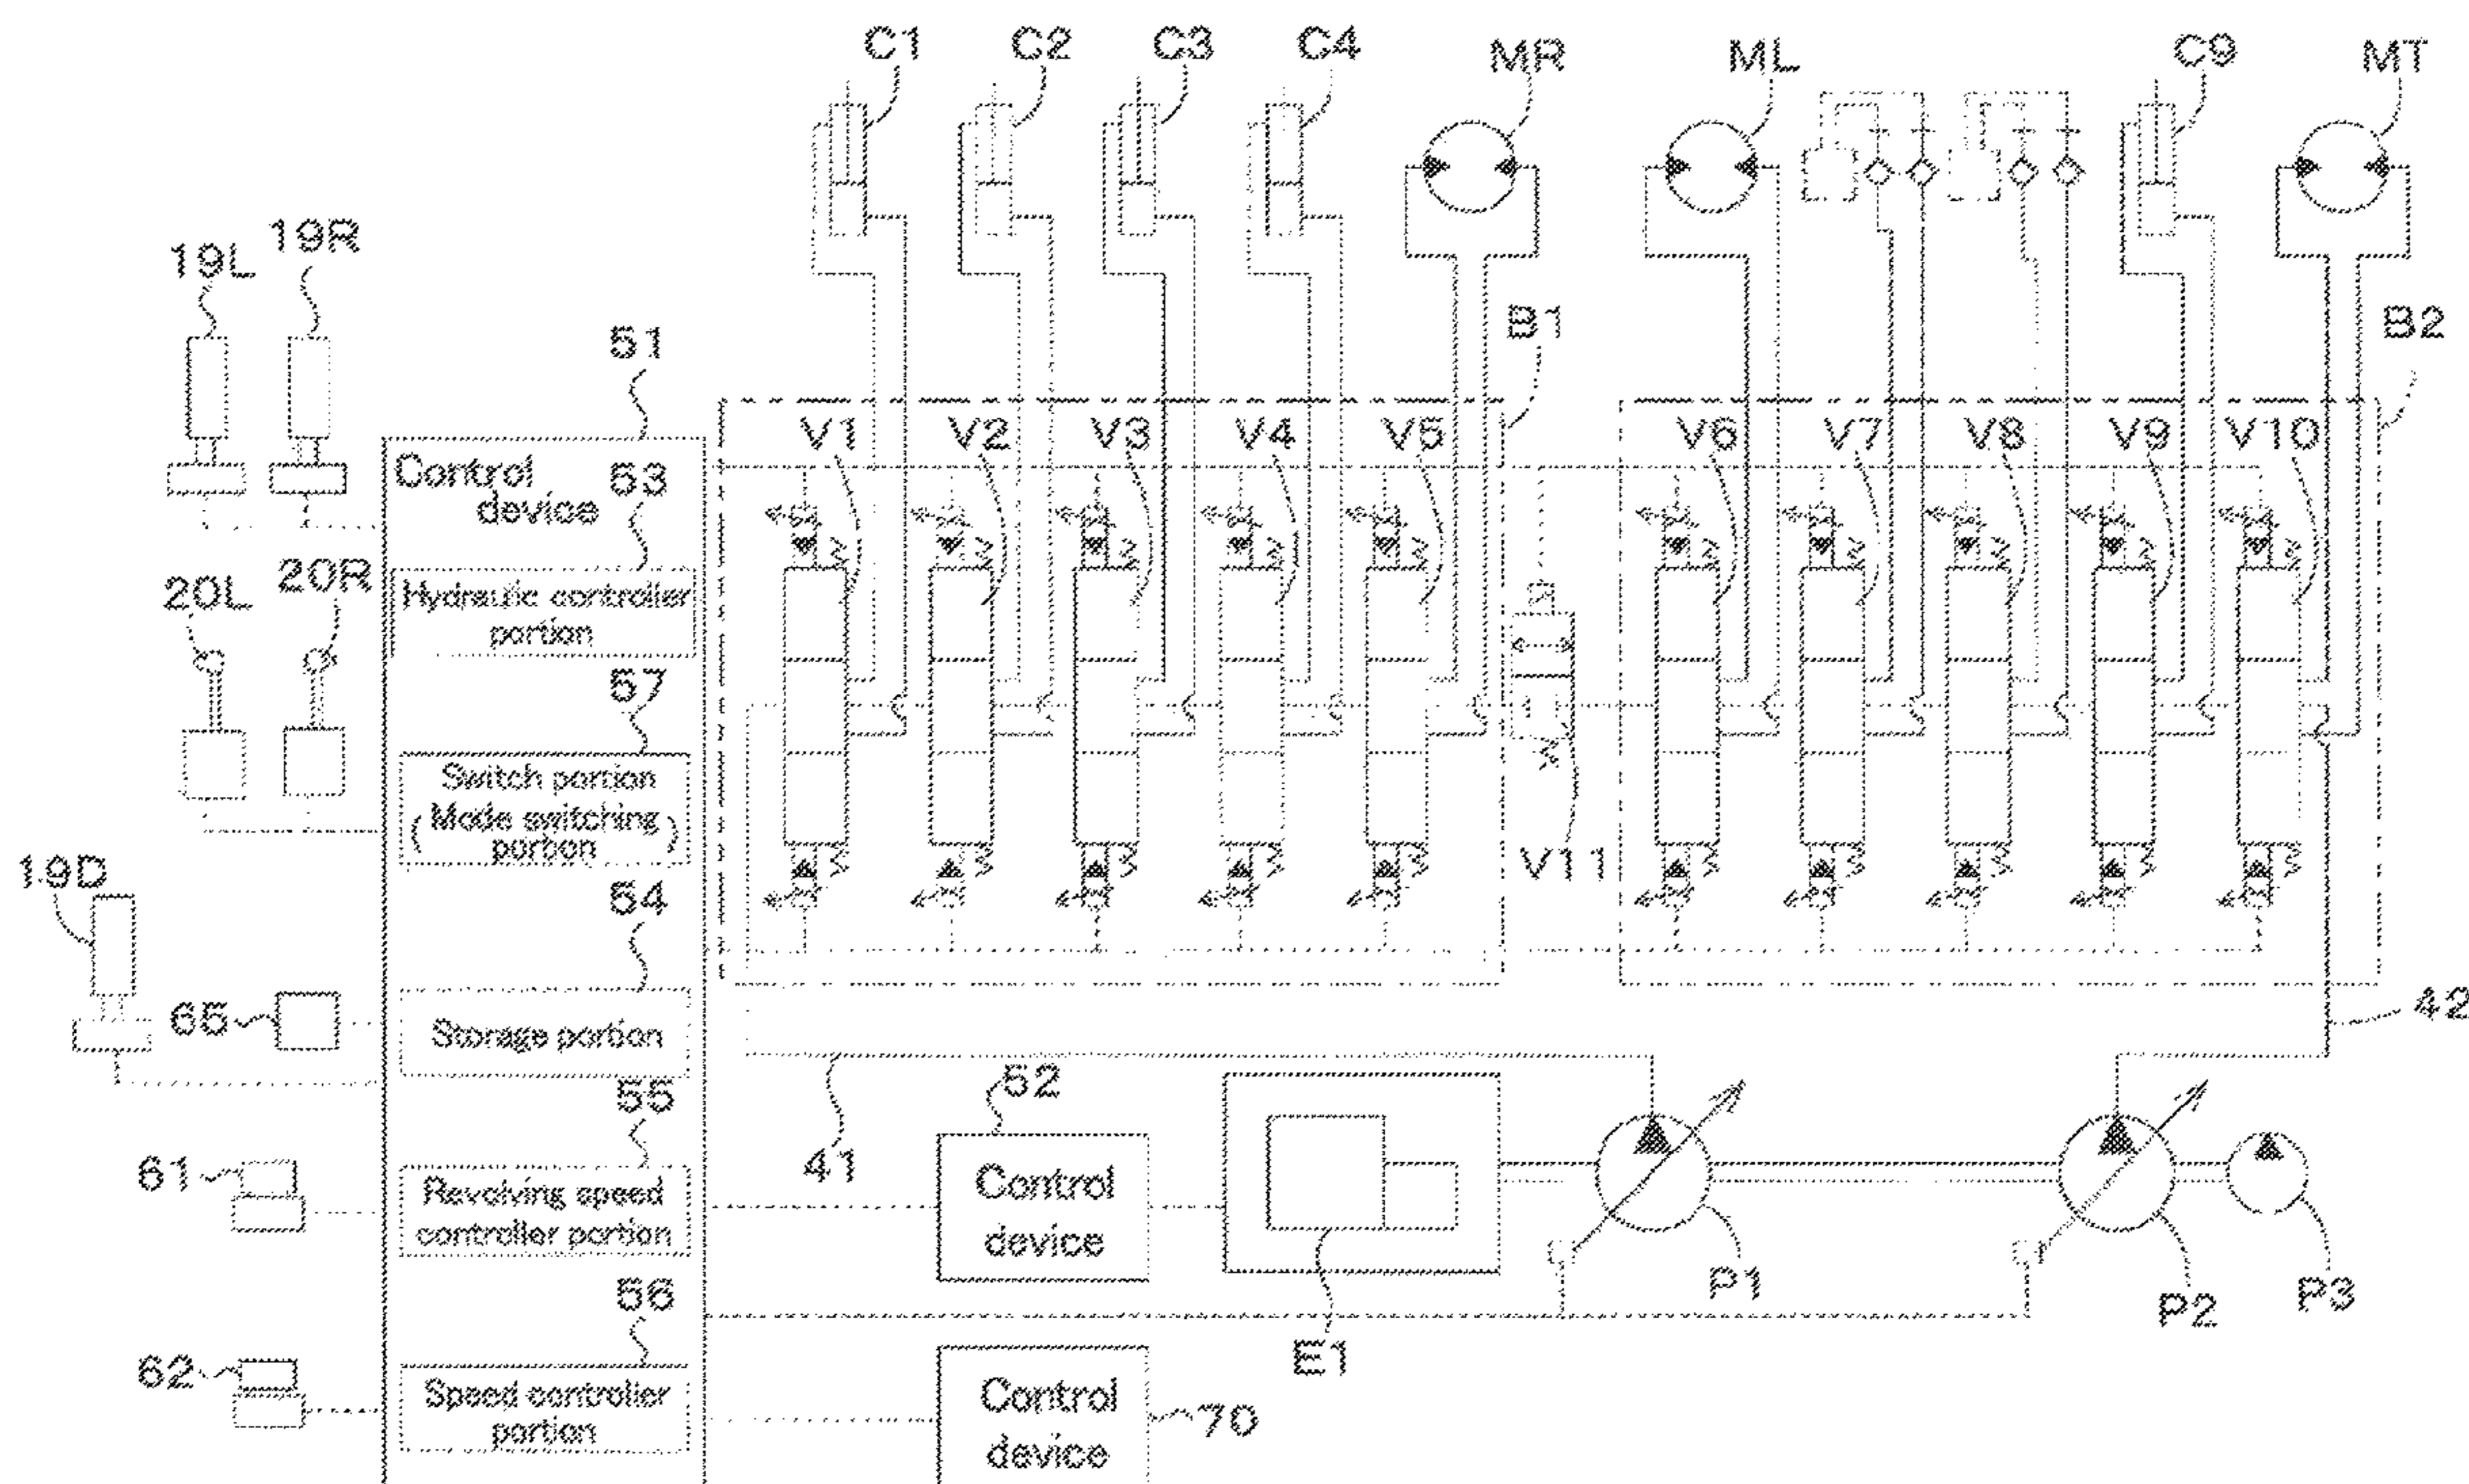 C1
C2
C3
C4
MR
ML
C9
MT
19L
19R
51
B1
B2
V1
V2
V3
V4
V5
V6
V7
V8
V9
V10
Control
device
53
20L
20R
Hydraulic controller
portion
57
Switch portion
( Mode switching )
portion
V11
19D
54
65
Storage portion
42
55
52
41
61
Revolving speed
controller portion
Control
device
P1
P2
P3
56
E1
62
Speed controller
portion
Control
device
70